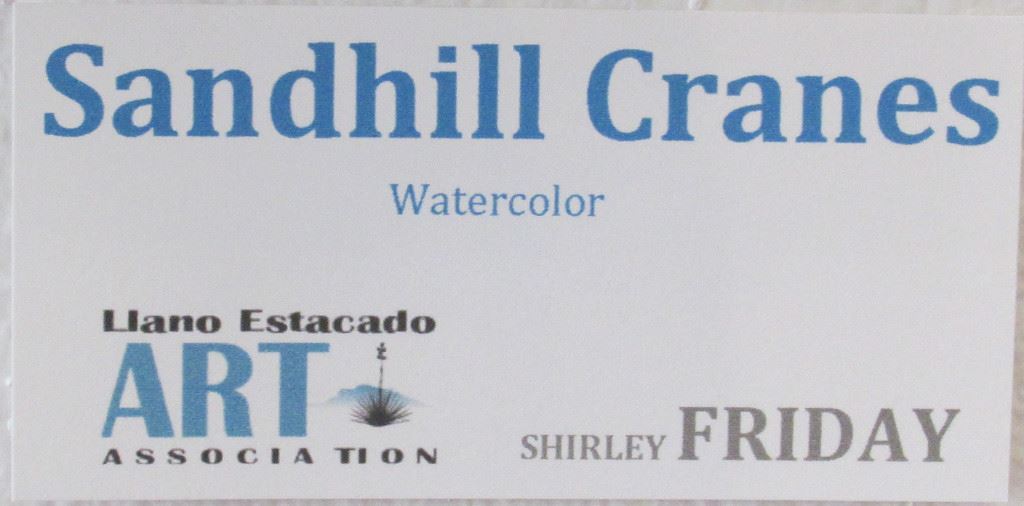 Sandhill Cranes
Watercolor
Llano Estacado
ART
ASSOCIATION
SHIRLEY FRIDAY